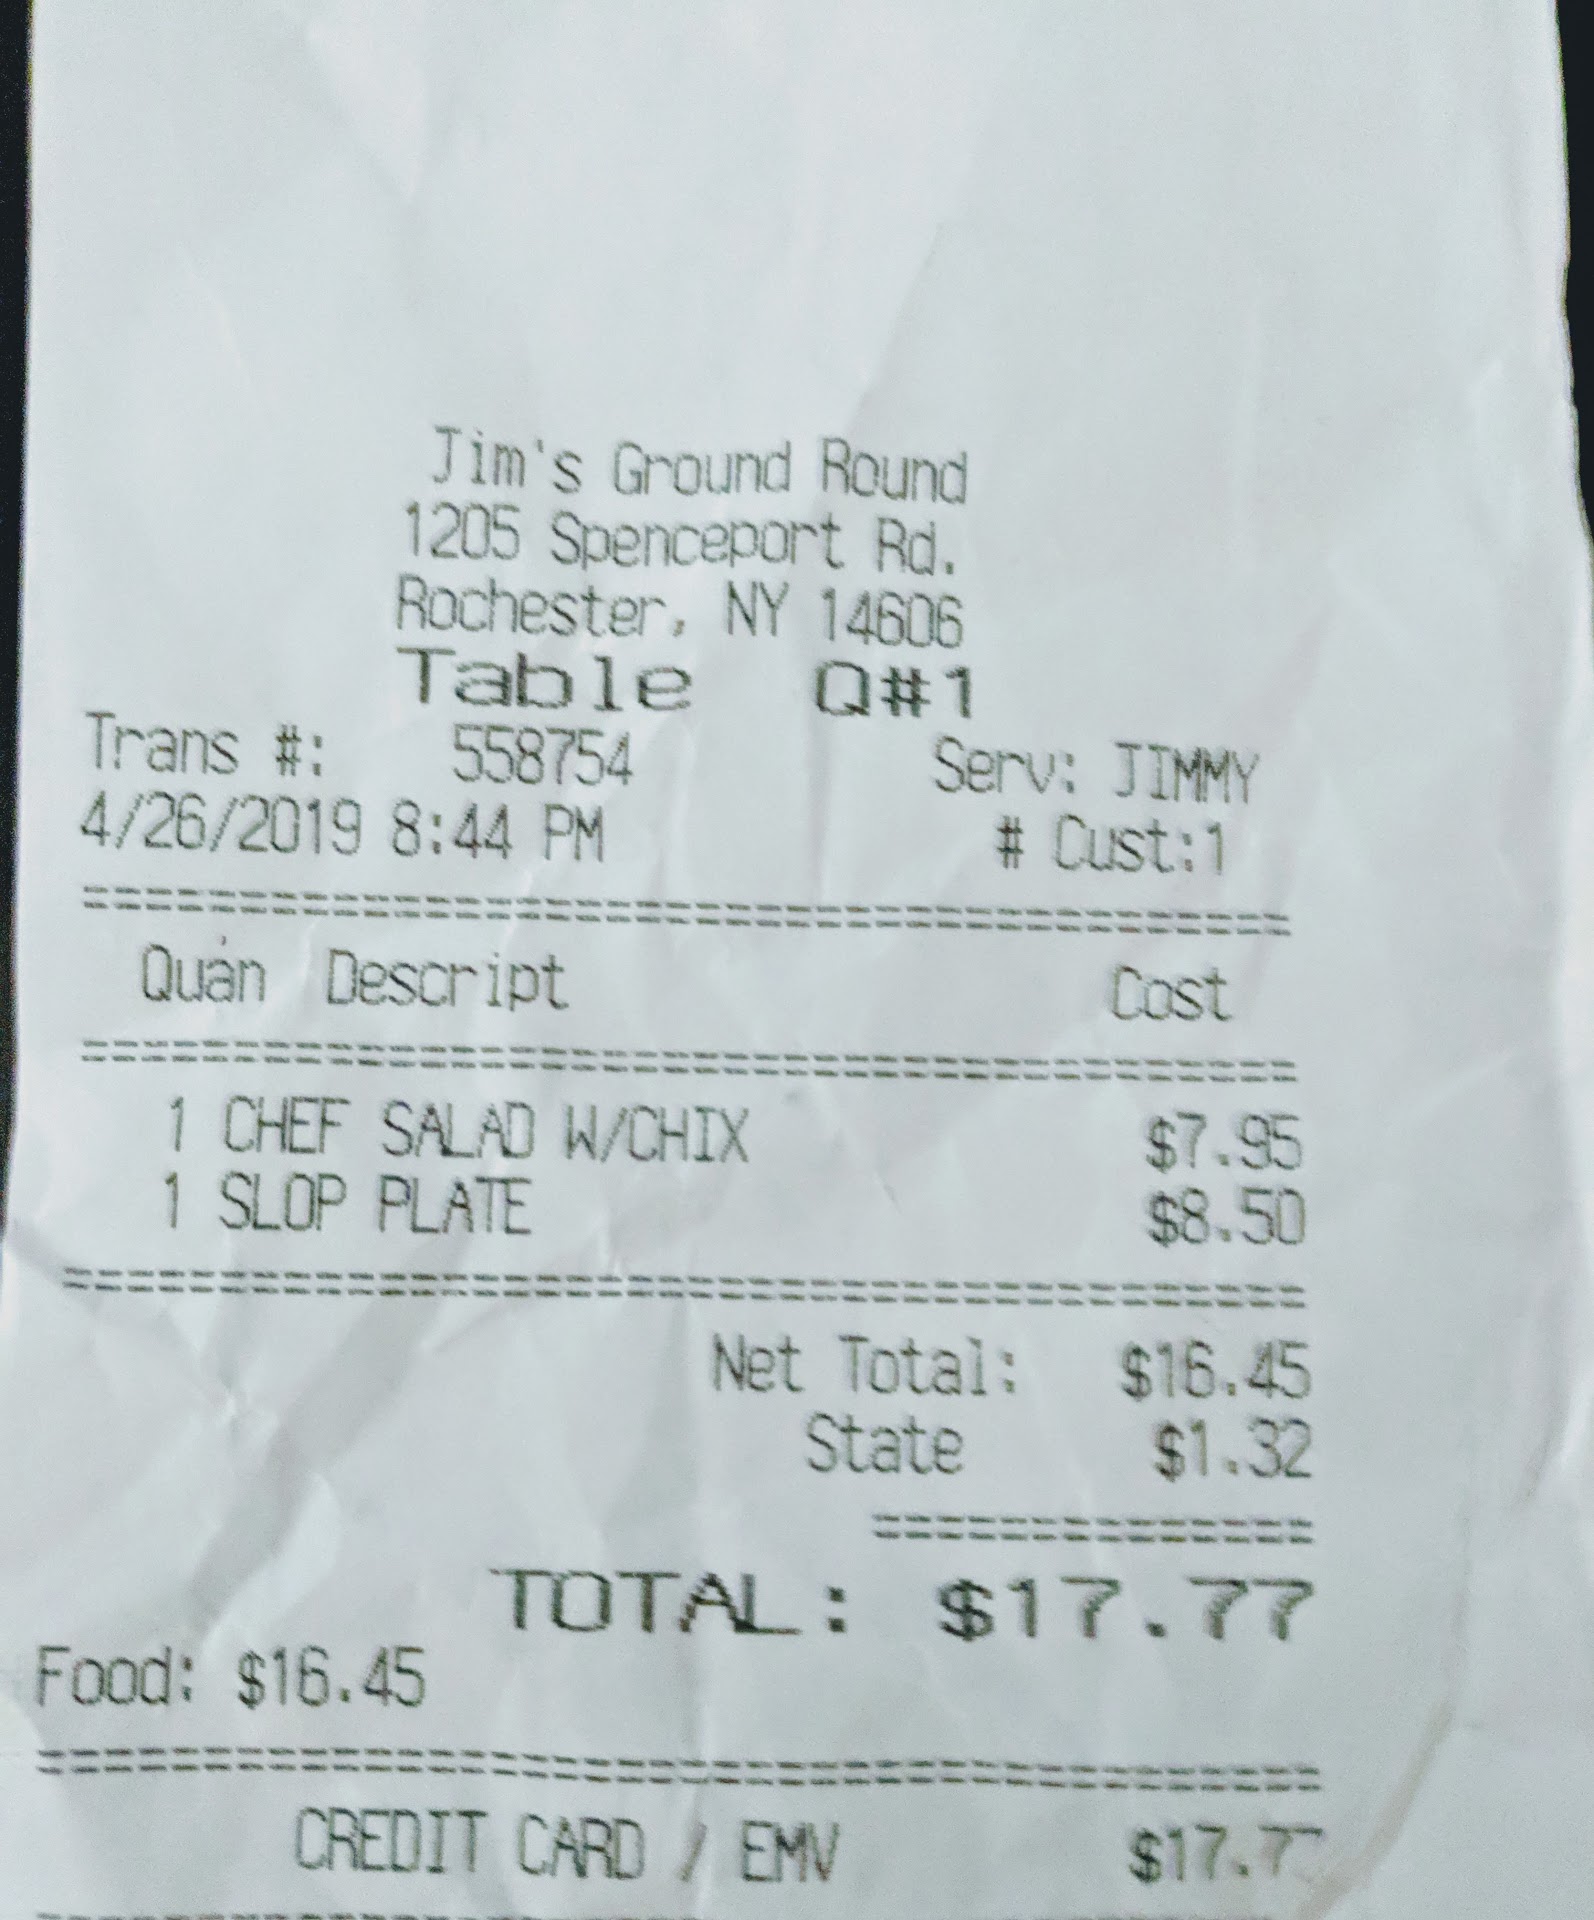 Jim's Ground Round
1205 Spenceport Rd.
Rochester, NY 14606
Table Q#1
Trans #: 558754 Serv: JIMMY
4/26/2019 8:44 PM # Cust:1
Quan Descript Cost
1 CHEF SALAD W/CHIX $7.95
1 SLOP PLATE $8.50
Net Total: $16.45
State $1.32
TOTAL: $17.77
Food: $16.45
CREDIT CARD / EMV $17.77